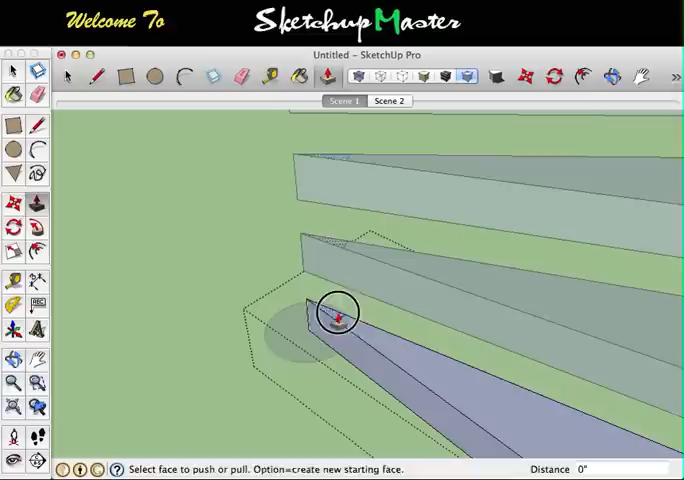 Welcome To SketchupMaster
Untitled - SketchUp Pro
»
Scene 1 Scene 2
REC
A
Select face to push or pull. Option=create new starting face. Distance 0"